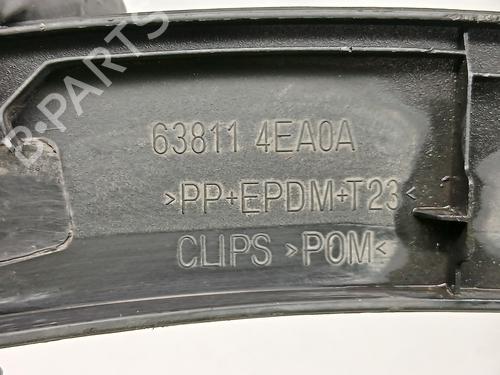 B-PARTS
63811 4EA0A
>PP+EPDM+T23<
CLIPS >POM<